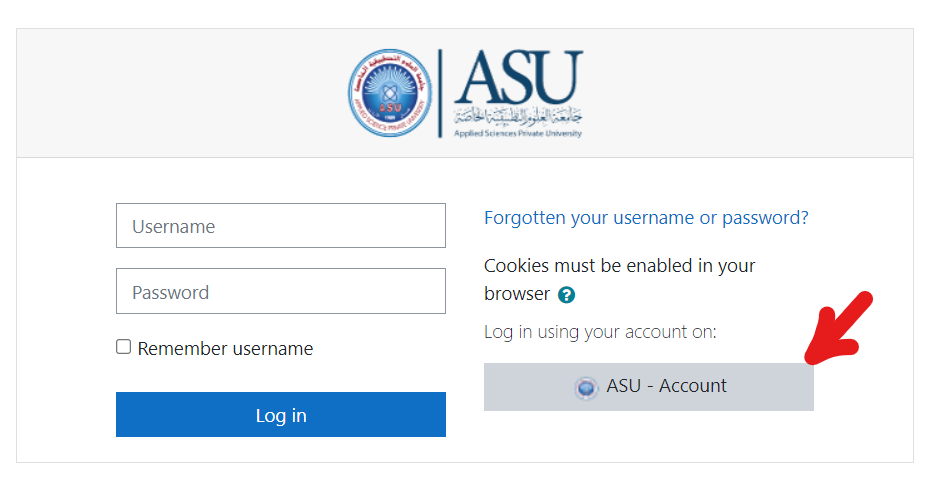 ASU
جامعة العلوم التطبيقية الخاصة
Applied Sciences Private University
ASU
Username
Password
Remember username
Log in
Forgotten your username or password?
Cookies must be enabled in your
browser ?
Log in using your account on:
ASU - Account